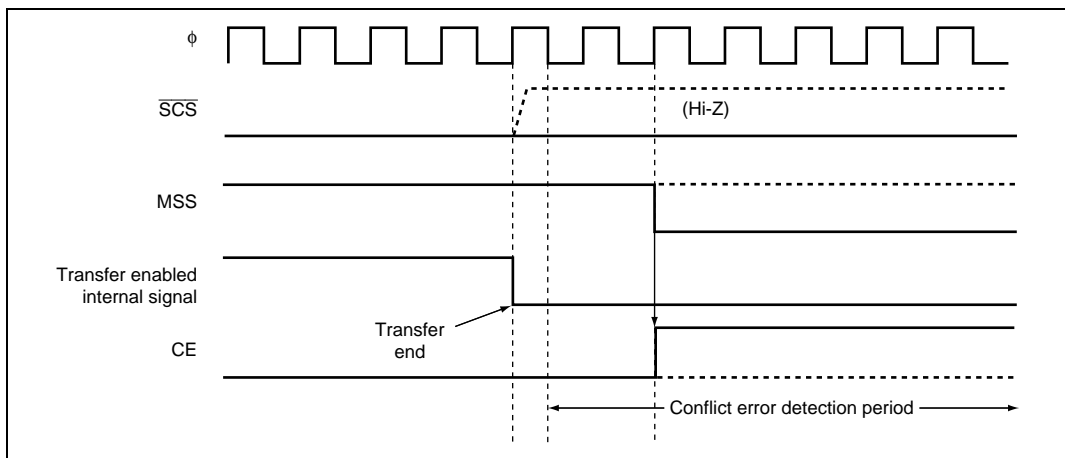 ϕ
SCS
(Hi-Z)
MSS
Transfer enabled
internal signal
Transfer
end
CE
Conflict error detection period